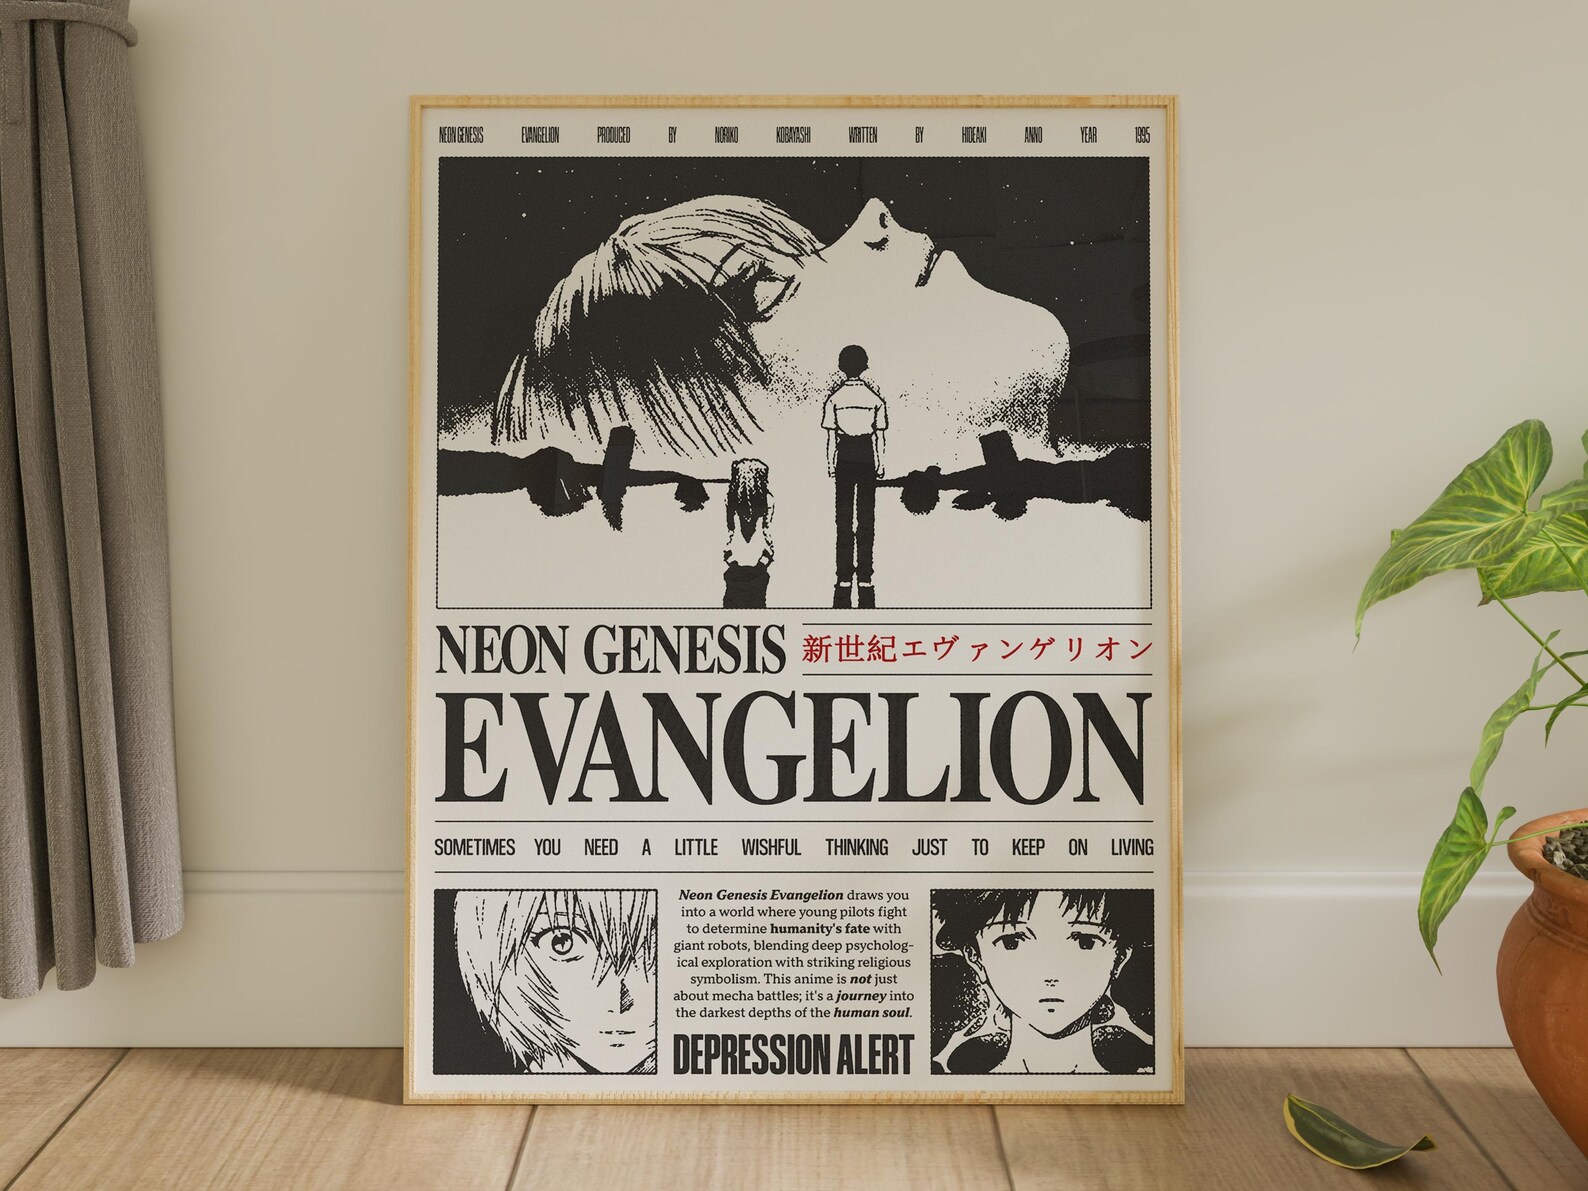 NEON GENESIS EVANGELION PRODUCED BY NORIKO KOBAYASHI WRITTEN BY HIDEAKI ANNO YEAR 1995
NEON GENESIS
新世紀エヴァンゲリオン
EVANGELION
SOMETIMES YOU NEED A LITTLE WISHFUL THINKING JUST TO KEEP ON LIVING
Neon Genesis Evangelion draws you
into a world where young pilots fight
to determine humanity's fate with
giant robots, blending deep psycholog-
ical exploration with striking religious
symbolism. This anime is not just
about mecha battles; it's a journey into
the darkest depths of the human soul.
DEPRESSION ALERT